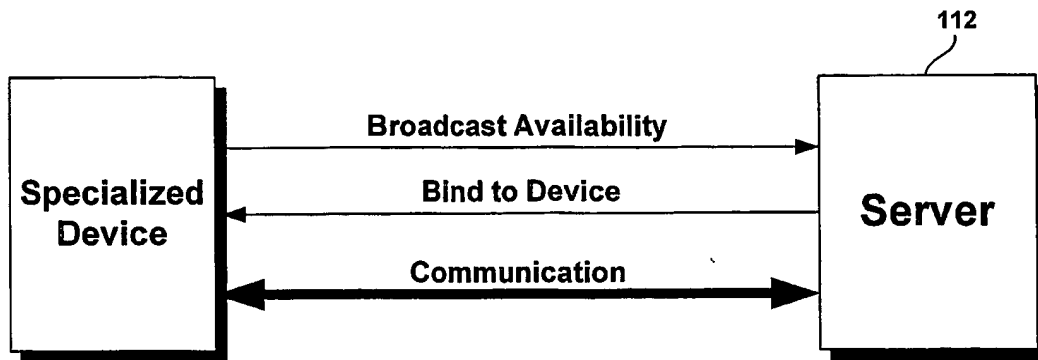 112
Broadcast Availability
Specialized
Device
Bind to Device
Server
Communication